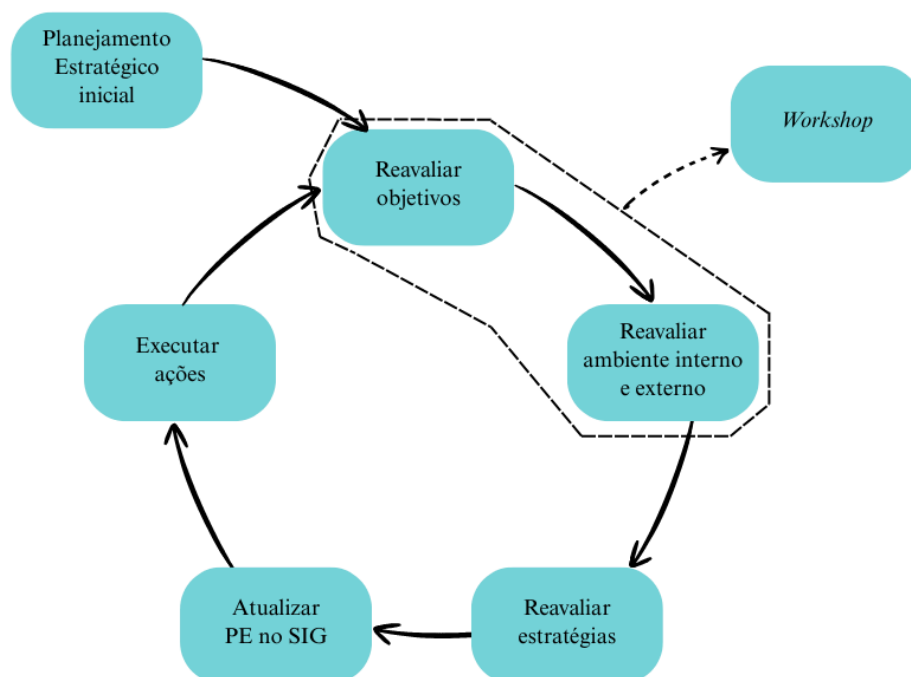 Planejamento
Estratégico
inicial
Workshop
Reavaliar
objetivos
Reavaliar
ambiente interno
e externo
Executar
ações
Atualizar
PE no SIG
Reavaliar
estratégias